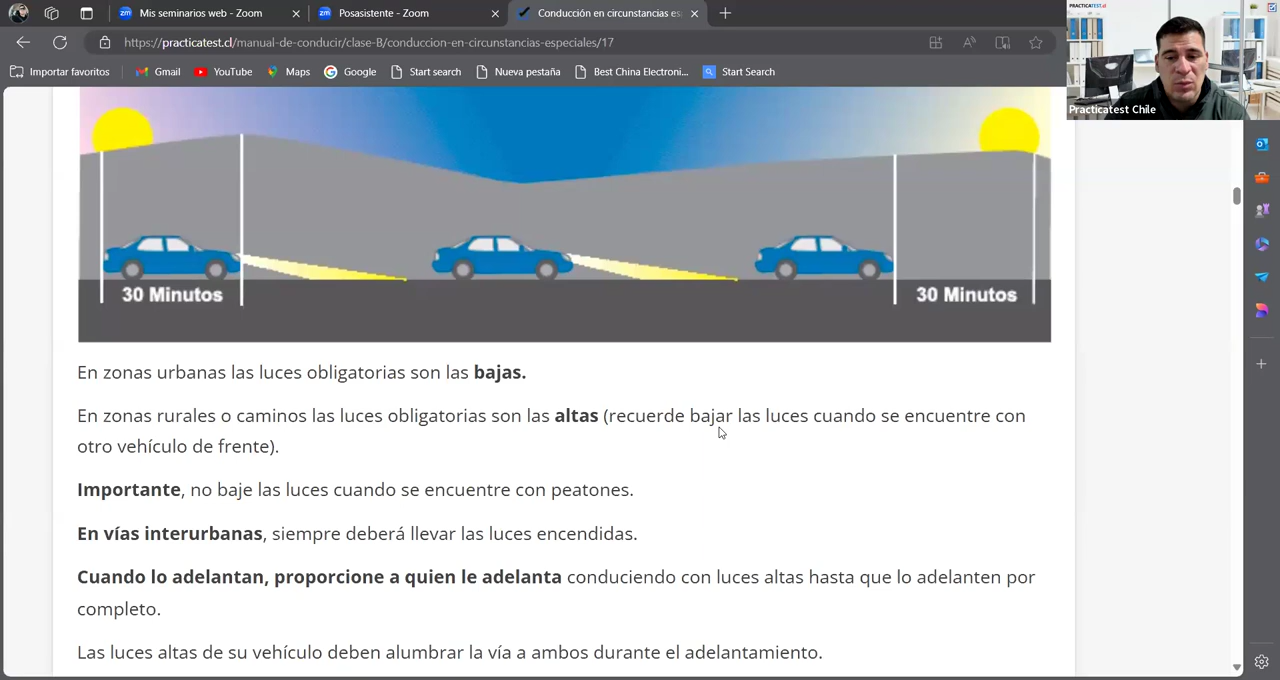 Mis seminarios web - Zoom
Posasistente - Zoom
Conducción en circunstancias es
https://practicatest.cl/manual-de-conducir/clase-B/conduccion-en-circunstancias-especiales/17
Importar favoritos
Gmail
YouTube
Maps
Google
Start search
Nueva pestaña
Best China Electroni...
Start Search
PRACTICATEST.cl
Practicatest Chile
30 Minutos
30 Minutos
En zonas urbanas las luces obligatorias son las bajas.
En zonas rurales o caminos las luces obligatorias son las altas (recuerde bajar las luces cuando se encuentre con
otro vehículo de frente).
Importante, no baje las luces cuando se encuentre con peatones.
En vías interurbanas, siempre deberá llevar las luces encendidas.
Cuando lo adelantan, proporcione a quien le adelanta conduciendo con luces altas hasta que lo adelanten por
completo.
Las luces altas de su vehículo deben alumbrar la vía a ambos durante el adelantamiento.